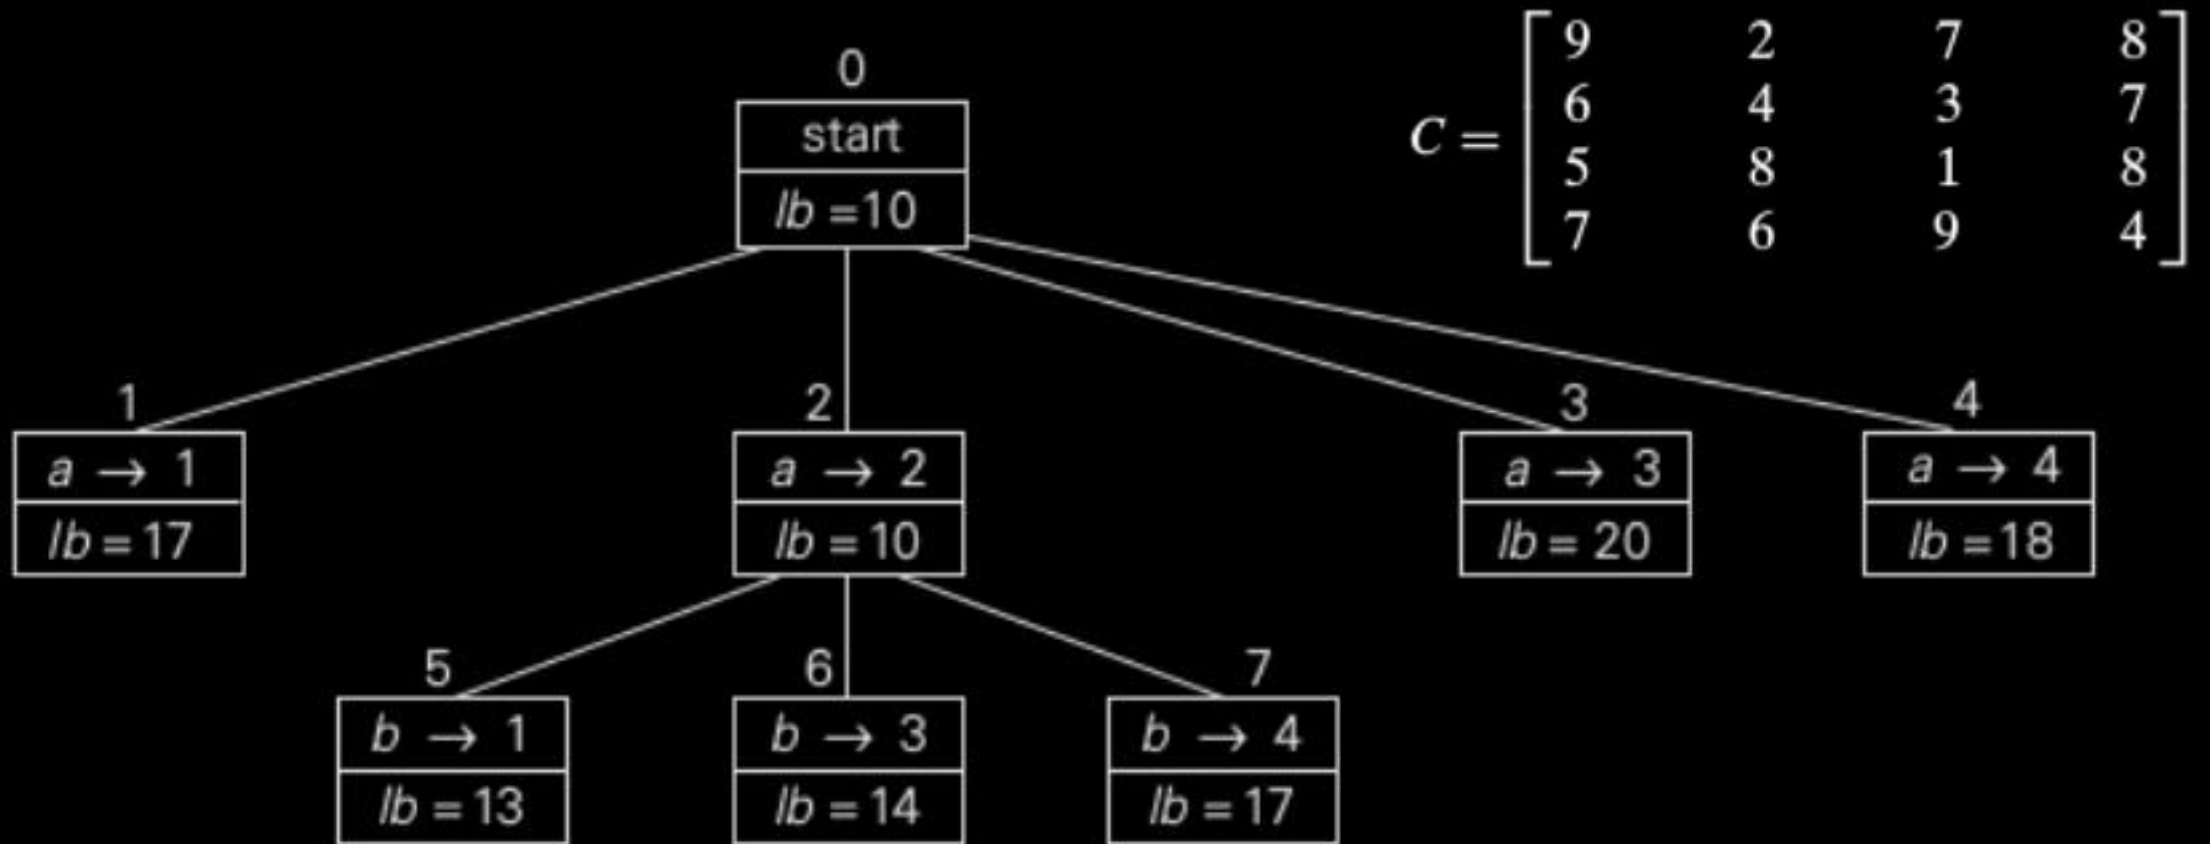 0
start
lb =10
C = [ 9 2 7 8
6 4 3 7
5 8 1 8
7 6 9 4 ]
1
a → 1
lb = 17
2
a → 2
lb = 10
3
a → 3
lb = 20
4
a → 4
lb =18
5
b → 1
lb = 13
6
b → 3
lb = 14
7
b → 4
lb = 17